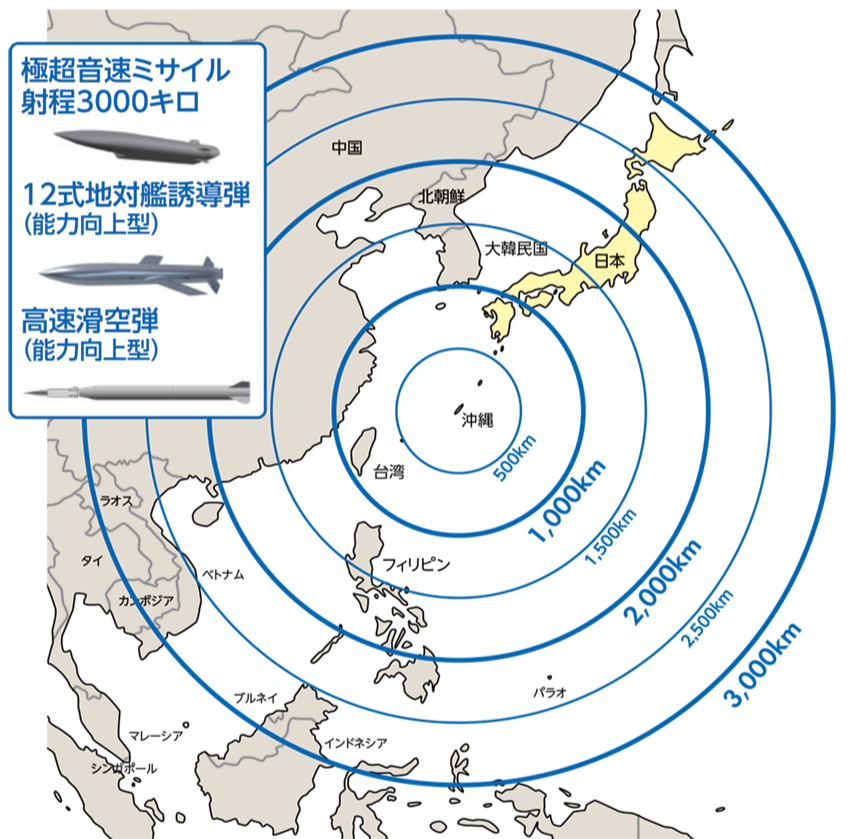 極超音速ミサイル
射程3000キロ
12式地対艦誘導弾
(能力向上型)
高速滑空弾
(能力向上型)
中国
北朝鮮
大韓民国
日本
沖縄
台湾
500km
1,000km
1,500km
2,000km
2,500km
3,000km
ラオス
タイ
ベトナム
カンボジア
フィリピン
パラオ
ブルネイ
マレーシア
インドネシア
シンガポール